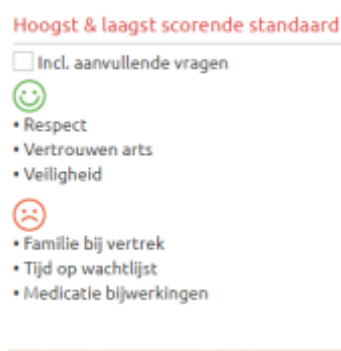 Hoogst & laagst scorende standaard
Incl. aanvullende vragen
• Respect
• Vertrouwen arts
• Veiligheid
• Familie bij vertrek
• Tijd op wachtlijst
• Medicatie bijwerkingen